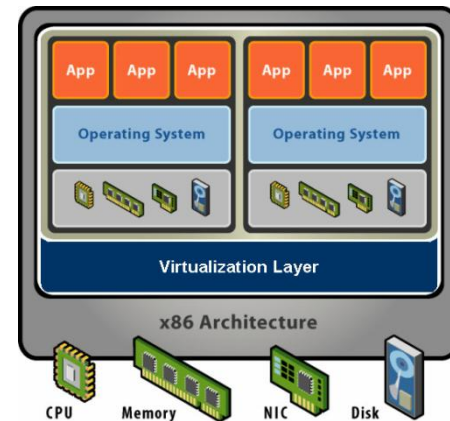 App App App App App App
Operating System Operating System
Virtualization Layer
x86 Architecture
CPU Memory NIC Disk